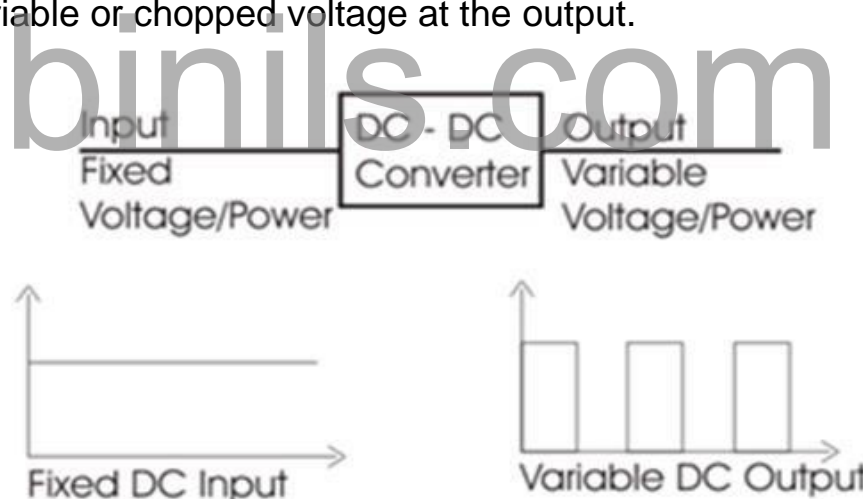 or chopped voltage at the output.
binils.com
Input DC - DC Output
Fixed Converter Variable
Voltage/Power Voltage/Power
Fixed DC Input Variable DC Output